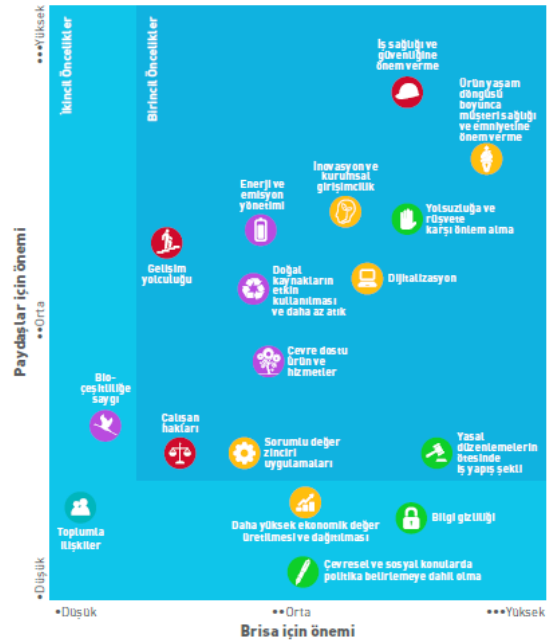 •••Yüksek
İkincil Öncelikler
Birincil Öncelikler
İş sağlığı ve
güvenliğine
önem verme
Ürün yaşam
döngüsü
boyunca
müşteri sağlığı
ve emniyetine
önem verme
İnovasyon ve
kurumsal
girişimcilik
Enerji ve
emisyon
yönetimi
Yolsuzluğa ve
rüşvete
karşı önlem alma
Gelişim
yolculuğu
Doğal
kaynakların
etkin
kullanılması
ve daha az atık
Dijitalizasyon
Paydaşlar için önemi
••Orta
Çevre dostu
ürün ve
hizmetler
Bio-
çeşitliliğe
saygı
Çalışan
hakları
Sorumlu değer
zinciri
uygulamaları
Yasal
düzenlemelerin
ötesinde
iş yapış şekli
Toplumla
ilişkiler
Daha yüksek ekonomik değer
üretilmesi ve dağıtılması
Bilgi gizliliği
Çevresel ve sosyal konularda
politika belirlemeye dahil olma
•Düşük
•Düşük
••Orta
•••Yüksek
Brisa için önemi